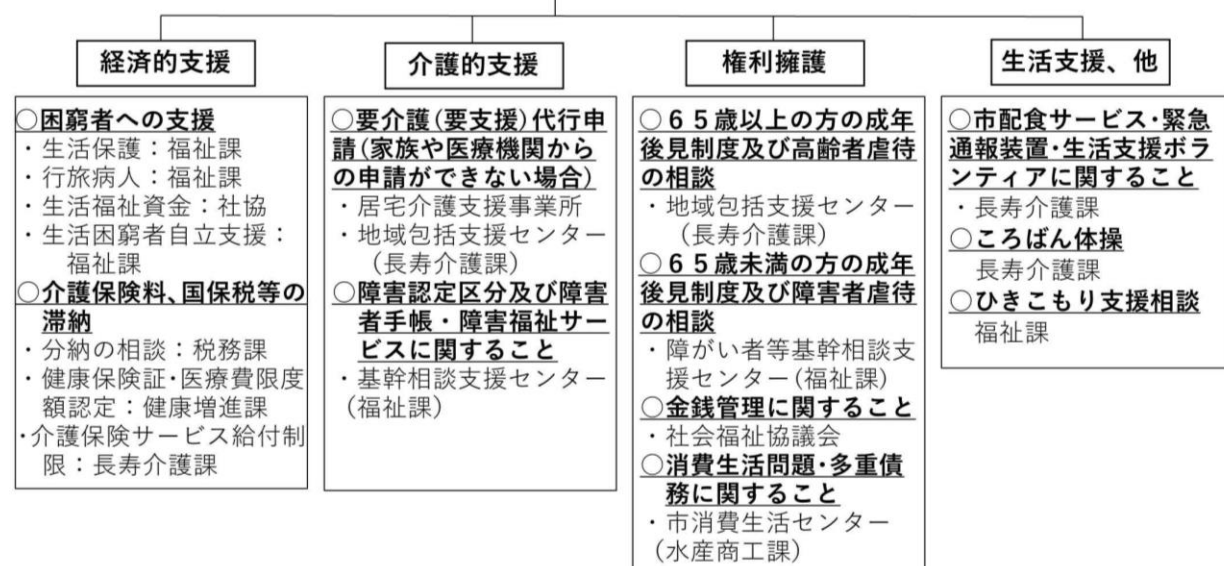 経済的支援
○困窮者への支援
・生活保護：福祉課
・行旅病人：福祉課
・生活福祉資金：社協
・生活困窮者自立支援：
福祉課
○介護保険料、国保税等の
滞納
・分納の相談：税務課
・健康保険証・医療費限度
額認定：健康増進課
・介護保険サービス給付制
限：長寿介護課
介護的支援
○要介護(要支援)代行申
請(家族や医療機関から
の申請ができない場合)
・居宅介護支援事業所
・地域包括支援センター
（長寿介護課）
○障害認定区分及び障害
者手帳・障害福祉サー
ビスに関すること
・基幹相談支援センター
（福祉課）
権利擁護
○６５歳以上の方の成年
後見制度及び高齢者虐待
の相談
・地域包括支援センター
（長寿介護課）
○６５歳未満の方の成年
後見制度及び障害者虐待
の相談
・障がい者等基幹相談支
援センター(福祉課)
○金銭管理に関すること
・社会福祉協議会
○消費生活問題・多重債
務に関すること
・市消費生活センター
（水産商工課）
生活支援、他
○市配食サービス・緊急
通報装置・生活支援ボラ
ンティアに関すること
・長寿介護課
○ころばん体操
長寿介護課
○ひきこもり支援相談
福祉課